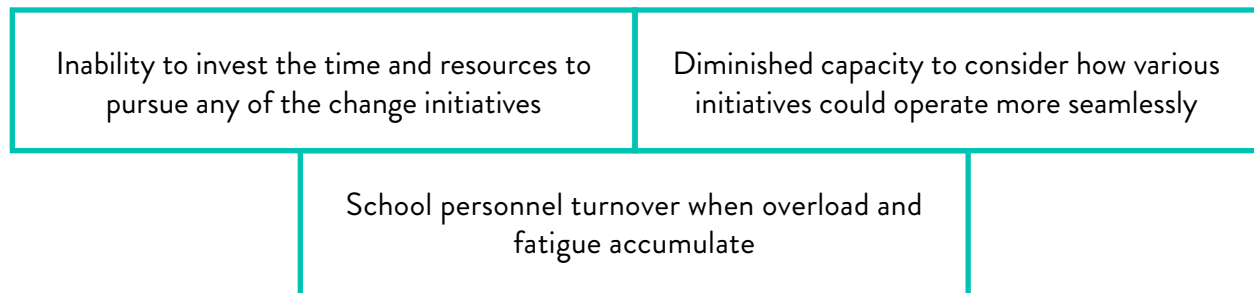 Inability to invest the time and resources to
pursue any of the change initiatives
Diminished capacity to consider how various
initiatives could operate more seamlessly
School personnel turnover when overload and
fatigue accumulate